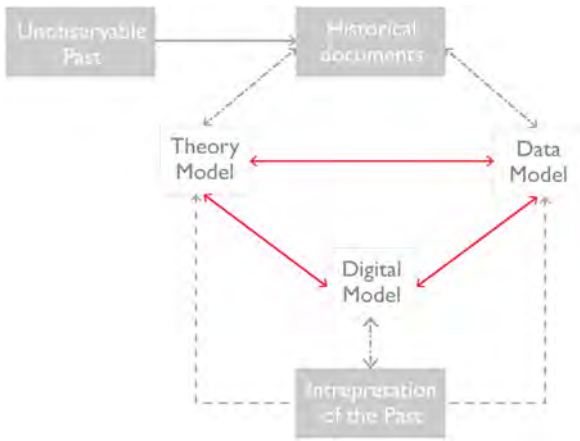 Unobservable
Past
Historical
documents
Theory
Model
Data
Model
Digital
Model
Intrepretation
of the Past